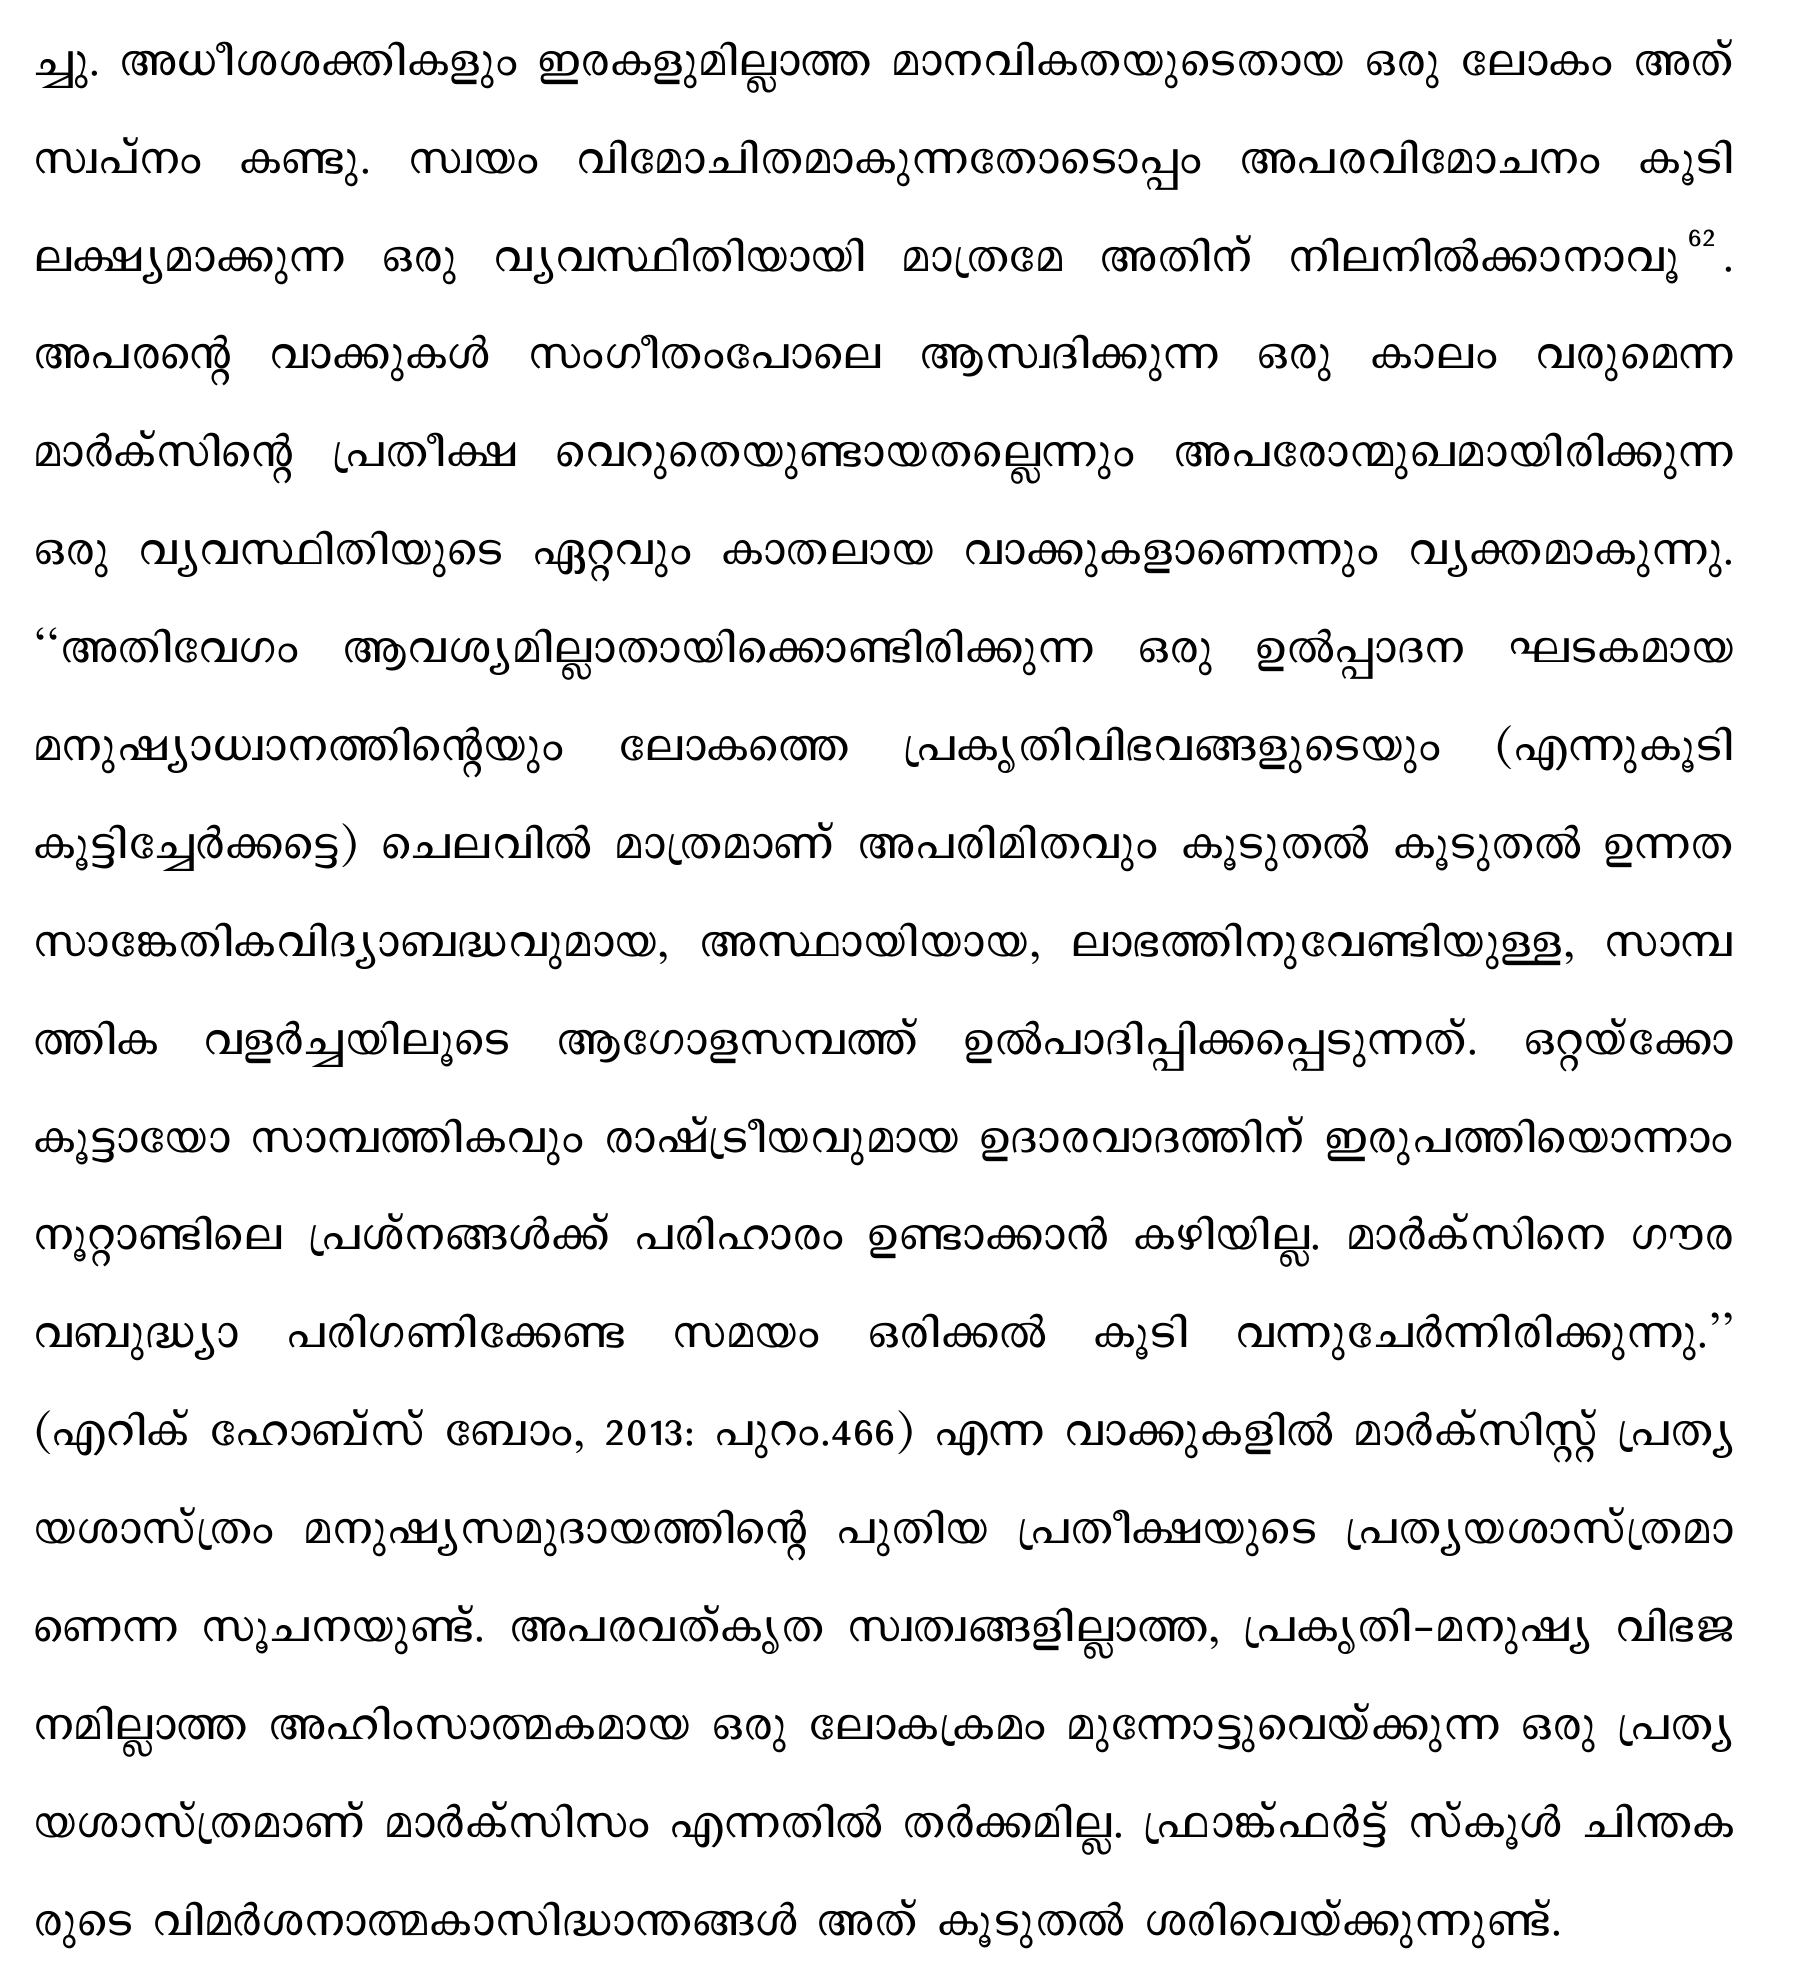 ച്ചു. അധീശശക്തികളും ഇരകളുമില്ലാത്ത മാനവികതയുടെതായ ഒരു ലോകം അത്
സ്വപ്നം കണ്ടു. സ്വയം വിമോചിതമാകുന്നതോടൊപ്പം അപരവിമോചനം കൂടി
ലക്ഷ്യമാക്കുന്ന ഒരു വ്യവസ്ഥിതിയായി മാത്രമേ അതിന് നിലനിൽക്കാനാവൂ⁶².
അപരന്റെ വാക്കുകൾ സംഗീതംപോലെ ആസ്വദിക്കുന്ന ഒരു കാലം വരുമെന്ന
മാർക്സിന്റെ പ്രതീക്ഷ വെറുതെയുണ്ടായതല്ലെന്നും അപരോന്മുഖമായിരിക്കുന്ന
ഒരു വ്യവസ്ഥിതിയുടെ ഏറ്റവും കാതലായ വാക്കുകളാണെന്നും വ്യക്തമാകുന്നു.
“അതിവേഗം ആവശ്യമില്ലാതായിക്കൊണ്ടിരിക്കുന്ന ഒരു ഉൽപ്പാദന ഘടകമായ
മനുഷ്യാധ്വാനത്തിന്റെയും ലോകത്തെ പ്രകൃതിവിഭവങ്ങളുടെയും (എന്നുകൂടി
കൂട്ടിച്ചേർക്കട്ടെ) ചെലവിൽ മാത്രമാണ് അപരിമിതവും കൂടുതൽ കൂടുതൽ ഉന്നത
സാങ്കേതികവിദ്യാബദ്ധവുമായ, അസ്ഥായിയായ, ലാഭത്തിനുവേണ്ടിയുള്ള, സാമ്പ
ത്തിക വളർച്ചയിലൂടെ ആഗോളസമ്പത്ത് ഉൽപാദിപ്പിക്കപ്പെടുന്നത്. ഒറ്റയ്ക്കോ
കൂട്ടായോ സാമ്പത്തികവും രാഷ്ട്രീയവുമായ ഉദാരവാദത്തിന് ഇരുപത്തിയൊന്നാം
നൂറ്റാണ്ടിലെ പ്രശ്നങ്ങൾക്ക് പരിഹാരം ഉണ്ടാക്കാൻ കഴിയില്ല. മാർക്സിനെ ഗൗര
വബുദ്ധ്യാ പരിഗണിക്കേണ്ട സമയം ഒരിക്കൽ കൂടി വന്നുചേർന്നിരിക്കുന്നു.”
(എറിക് ഹോബ്സ് ബോം, 2013: പുറം.466) എന്ന വാക്കുകളിൽ മാർക്സിസ്റ്റ് പ്രത്യ
യശാസ്ത്രം മനുഷ്യസമുദായത്തിന്റെ പുതിയ പ്രതീക്ഷയുടെ പ്രത്യയശാസ്ത്രമാ
ണെന്ന സൂചനയുണ്ട്. അപരവത്കൃത സ്വത്വങ്ങളില്ലാത്ത, പ്രകൃതി-മനുഷ്യ വിഭജ
നമില്ലാത്ത അഹിംസാത്മകമായ ഒരു ലോകക്രമം മുന്നോട്ടുവെയ്ക്കുന്ന ഒരു പ്രത്യ
യശാസ്ത്രമാണ് മാർക്സിസം എന്നതിൽ തർക്കമില്ല. ഫ്രാങ്ക്ഫർട്ട് സ്കൂൾ ചിന്തക
രുടെ വിമർശനാത്മകാസിദ്ധാന്തങ്ങൾ അത് കൂടുതൽ ശരിവെയ്ക്കുന്നുണ്ട്.